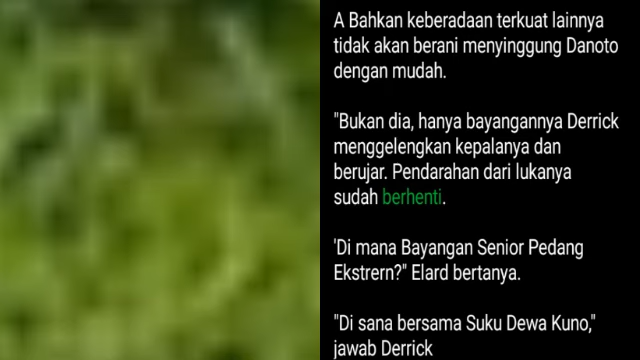 A Bahkan keberadaan terkuat lainnya
tidak akan berani menyinggung Danoto
dengan mudah.
"Bukan dia, hanya bayangannya Derrick
menggelengkan kepalanya dan
berujar. Pendarahan dari lukanya
sudah berhenti.
'Di mana Bayangan Senior Pedang
Ekstrern?" Elard bertanya.
"Di sana bersama Suku Dewa Kuno,"
jawab Derrick